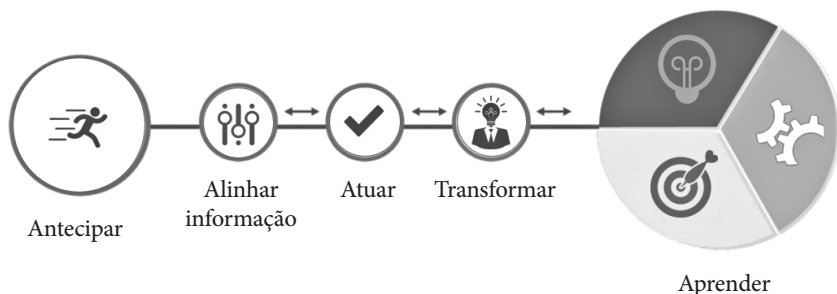 Antecipar
Alinhar
informação
Atuar
Transformar
Aprender